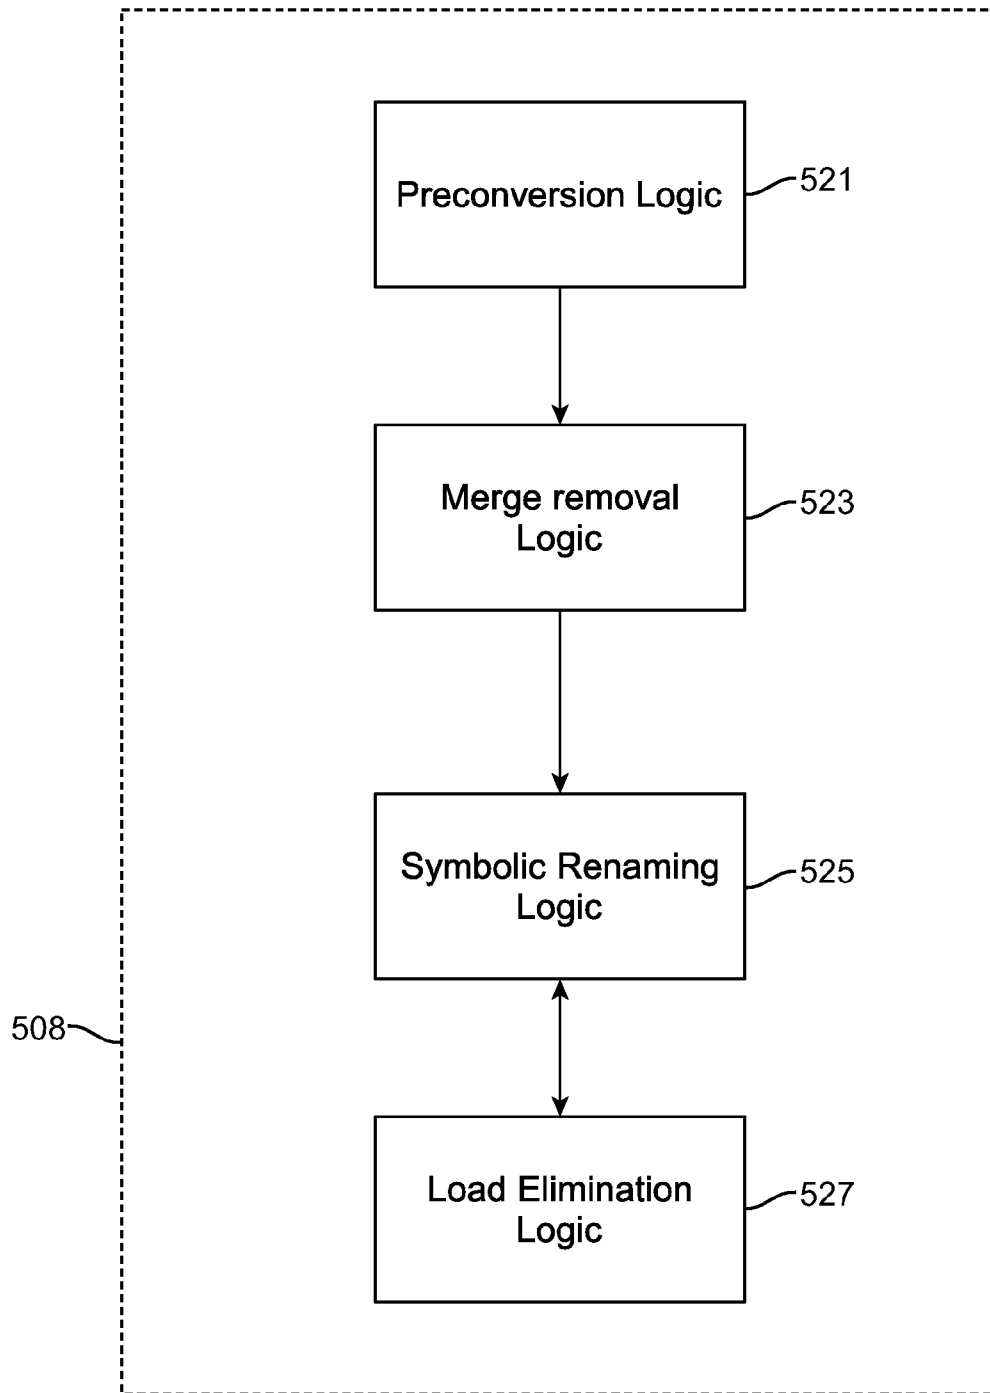 Preconversion Logic
521
Merge removal
Logic
523
Symbolic Renaming
Logic
525
508
Load Elimination
Logic
527